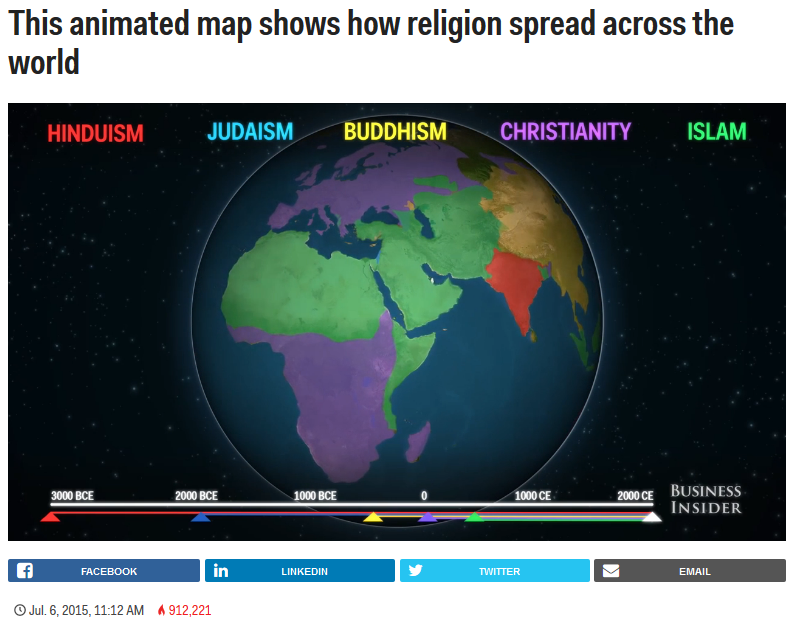 This animated map shows how religion spread across the
world
HINDUISM JUDAISM BUDDHISM CHRISTIANITY ISLAM
3000 BCE 2000 BCE 1000 BCE 0 1000 CE 2000 CE
BUSINESS
INSIDER
FACEBOOK LINKEDIN TWITTER EMAIL
Jul. 6, 2015, 11:12 AM 912,221